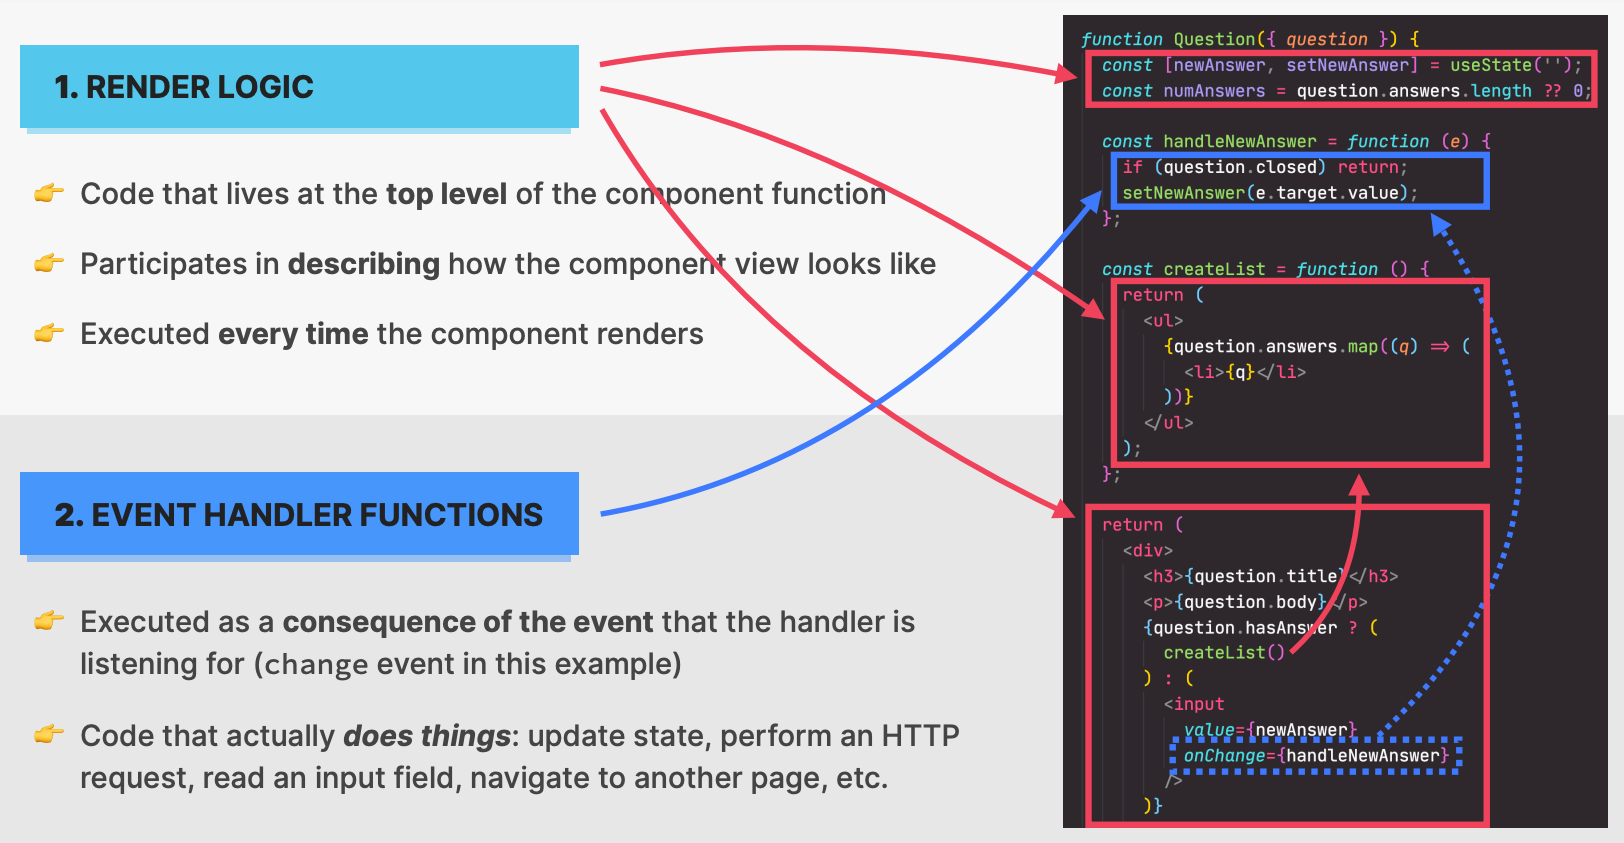 1. RENDER LOGIC
👉 Code that lives at the top level of the component function
👉 Participates in describing how the component view looks like
👉 Executed every time the component renders
2. EVENT HANDLER FUNCTIONS
👉 Executed as a consequence of the event that the handler is
listening for (change event in this example)
👉 Code that actually does things: update state, perform an HTTP
request, read an input field, navigate to another page, etc.
function Question({ question }) {
const [newAnswer, setNewAnswer] = useState('');
const numAnswers = question.answers.length ?? 0;
const handleNewAnswer = function (e) {
if (question.closed) return;
setNewAnswer(e.target.value);
};
const createList = function () {
return (
<ul>
{question.answers.map((q) => (
<li>{q}</li>
))}
</ul>
);
};
return (
<div>
<h3>{question.title}</h3>
<p>{question.body}</p>
{question.hasAnswer ? (
createList()
) : (
<input
value={newAnswer}
onChange={handleNewAnswer}
/>
)}